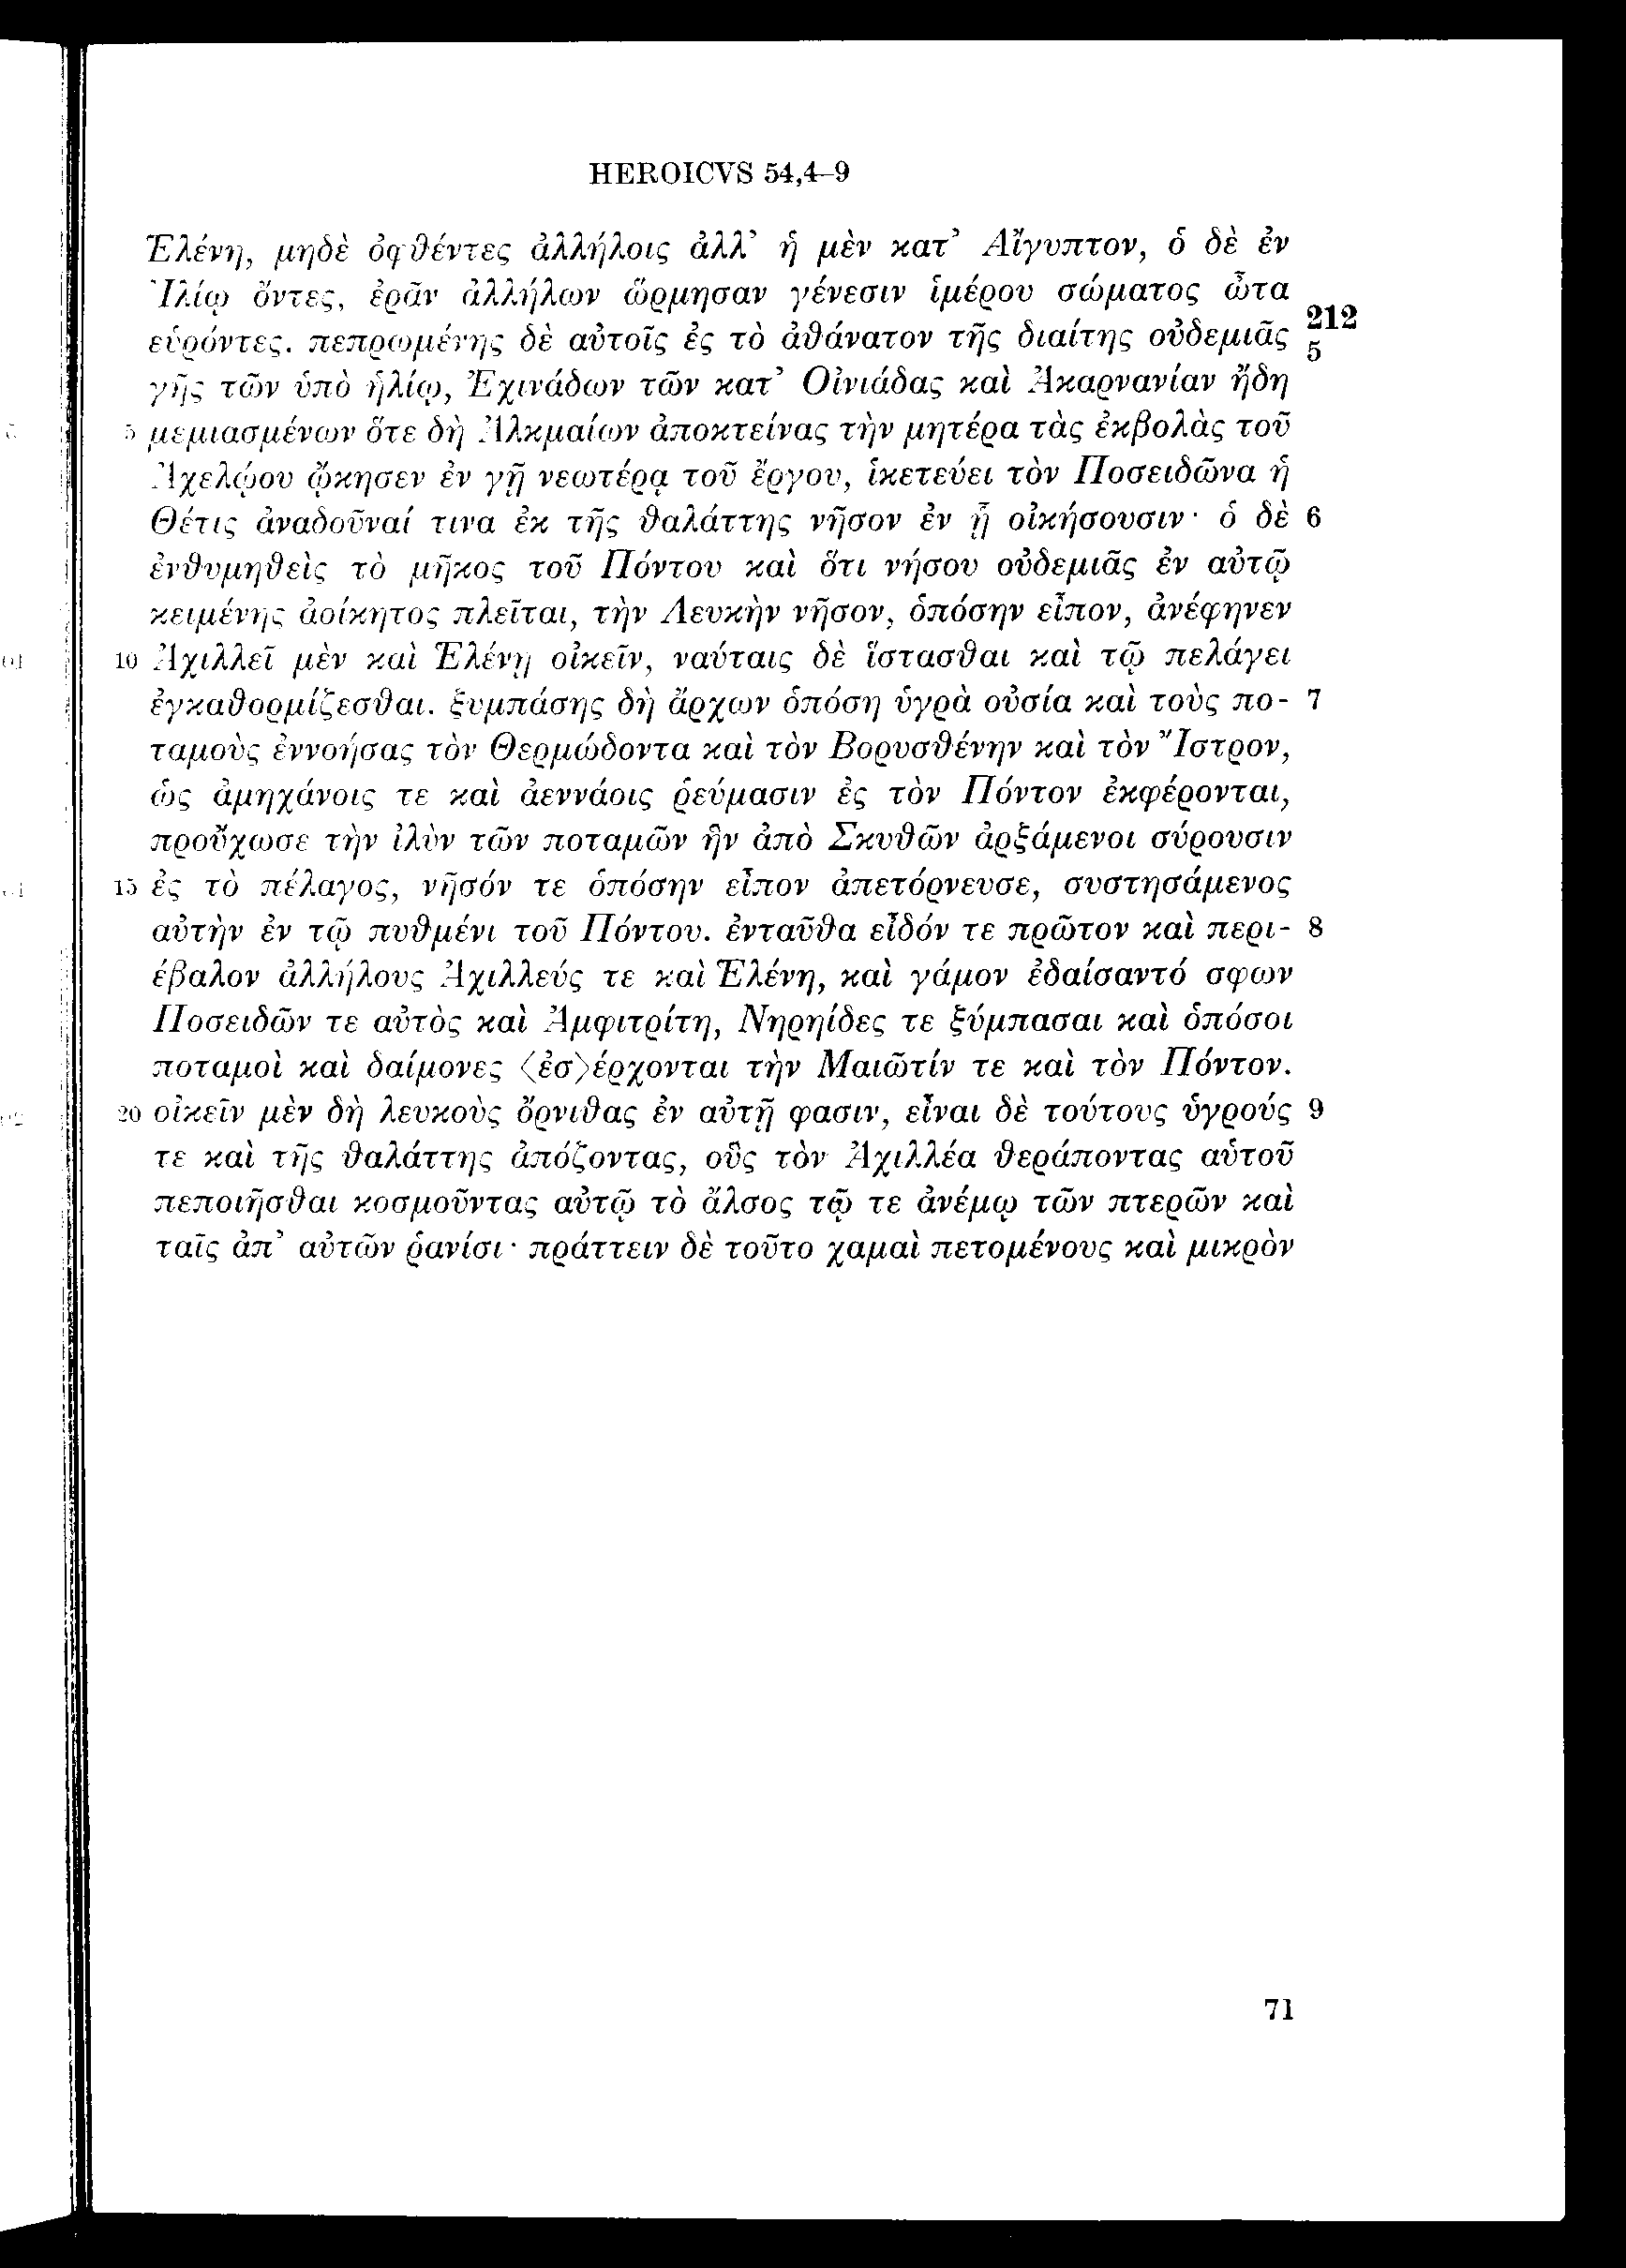 HEROICVS 54,4–9
Ἑλένη, μηδὲ ὀφθέντες ἀλλήλοις ἀλλ’ ἡ μὲν κατ’ Αἴγυπτον, ὁ δὲ ἐν
Ἰλίῳ ὄντες, ἐρᾶν ἀλλήλων ὥρμησαν γένεσιν ἱμέρου σώματος ὦτα
εὑρόντες. πεπρωμένης δὲ αὐτοῖς ἐς τὸ ἀθάνατον τῆς διαίτης οὐδεμιᾶς 212 5
γῆς τῶν ὑπὸ ἡλίῳ, Ἐχινάδων τῶν κατ’ Οἰνιάδας καὶ Ἀκαρνανίαν ἤδη
5 μεμιασμένων ὅτε δὴ Ἀλκμαίων ἀποκτείνας τὴν μητέρα τὰς ἐκβολὰς τοῦ
Ἀχελῴου ᾤκησεν ἐν γῇ νεωτέρᾳ τοῦ ἔργου, ἱκετεύει τὸν Ποσειδῶνα ἡ
Θέτις ἀναδοῦναί τινα ἐκ τῆς θαλάττης νῆσον ἐν ᾗ οἰκήσουσιν· ὁ δὲ 6
ἐνθυμηθεὶς τὸ μῆκος τοῦ Πόντου καὶ ὅτι νήσου οὐδεμιᾶς ἐν αὐτῷ
κειμένης ἀοίκητος πλεῖται, τὴν Λευκὴν νῆσον, ὁπόσην εἶπον, ἀνέφηνεν
10 Ἀχιλλεῖ μὲν καὶ Ἑλένῃ οἰκεῖν, ναύταις δὲ ἵστασθαι καὶ τῷ πελάγει
ἐγκαθορμίζεσθαι. ξυμπάσης δὴ ἄρχων ὁπόση ὑγρὰ οὐσία καὶ τοὺς πο- 7
ταμοὺς ἐννοήσας τὸν Θερμώδοντα καὶ τὸν Βορυσθένην καὶ τὸν Ἴστρον,
ὡς ἀμηχάνοις τε καὶ ἀεννάοις ῥεύμασιν ἐς τὸν Πόντον ἐκφέρονται,
προὔχωσε τὴν ἰλὺν τῶν ποταμῶν ἣν ἀπὸ Σκυθῶν ἀρξάμενοι σύρουσιν
15 ἐς τὸ πέλαγος, νῆσόν τε ὁπόσην εἶπον ἀπετόρνευσε, συστησάμενος
αὐτὴν ἐν τῷ πυθμένι τοῦ Πόντου. ἐνταῦθα εἶδόν τε πρῶτον καὶ περι- 8
έβαλον ἀλλήλους Ἀχιλλεύς τε καὶ Ἑλένη, καὶ γάμον ἐδαίσαντό σφων
Ποσειδῶν τε αὐτὸς καὶ Ἀμφιτρίτη, Νηρηίδες τε ξύμπασαι καὶ ὁπόσοι
ποταμοὶ καὶ δαίμονες ⟨ἐσ⟩έρχονται τὴν Μαιῶτίν τε καὶ τὸν Πόντον.
20 οἰκεῖν μὲν δὴ λευκοὺς ὄρνιθας ἐν αὐτῇ φασιν, εἶναι δὲ τούτους ὑγρούς 9
τε καὶ τῆς θαλάττης ἀπόζοντας, οὓς τὸν Ἀχιλλέα θεράποντας αὑτοῦ
πεποιῆσθαι κοσμοῦντας αὐτῷ τὸ ἄλσος τῷ τε ἀνέμῳ τῶν πτερῶν καὶ
ταῖς ἀπ’ αὐτῶν ῥανίσι· πράττειν δὲ τοῦτο χαμαὶ πετομένους καὶ μικρὸν
71